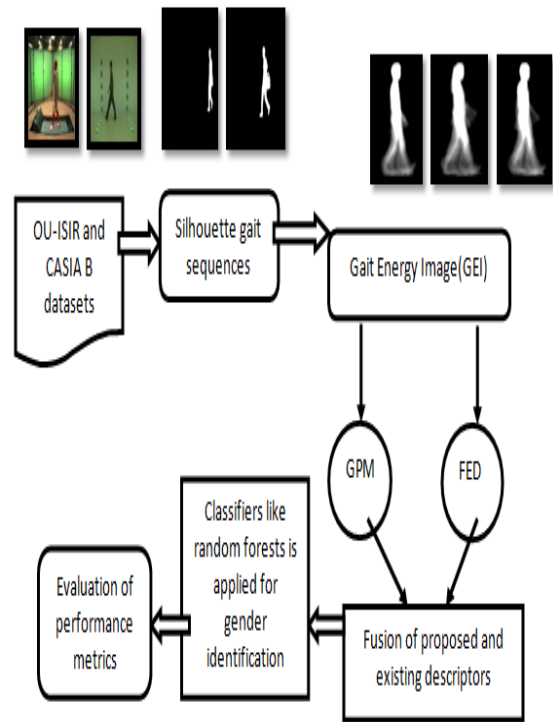 OU-ISIR and
CASIA B
datasets
Silhouette gait
sequences
Gait Energy Image(GEI)
GPM
FED
Fusion of proposed and
existing descriptors
Classifiers like
random forests is
applied for
gender
identification
Evaluation of
performance
metrics